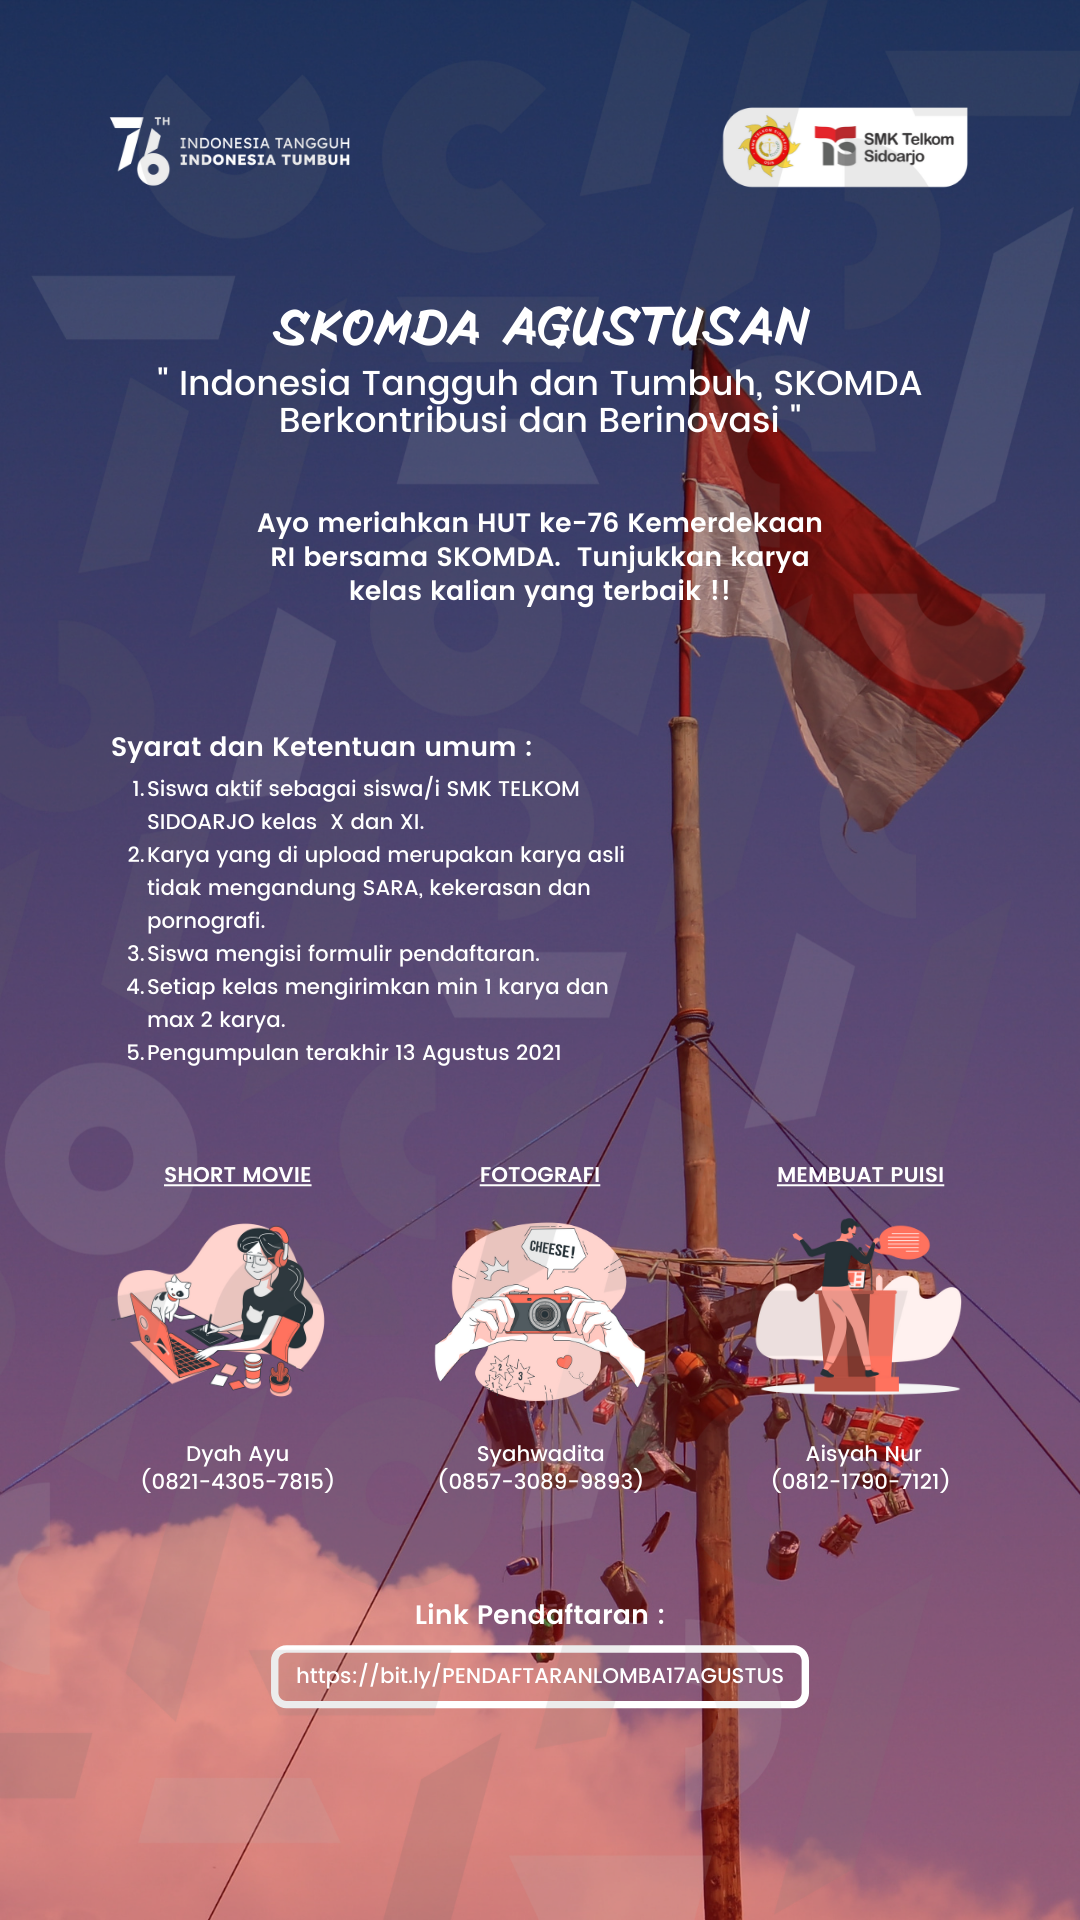 76 TH
INDONESIA TANGGUH
INDONESIA TUMBUH
SMK Telkom
Sidoarjo
SKOMDA AGUSTUSAN
" Indonesia Tangguh dan Tumbuh, SKOMDA
Berkontribusi dan Berinovasi "
Ayo meriahkan HUT ke-76 Kemerdekaan
RI bersama SKOMDA. Tunjukkan karya
kelas kalian yang terbaik !!
Syarat dan Ketentuan umum :
1. Siswa aktif sebagai siswa/i SMK TELKOM
SIDOARJO kelas X dan XI.
2. Karya yang di upload merupakan karya asli
tidak mengandung SARA, kekerasan dan
pornografi.
3. Siswa mengisi formulir pendaftaran.
4. Setiap kelas mengirimkan min 1 karya dan
max 2 karya.
5. Pengumpulan terakhir 13 Agustus 2021
SHORT MOVIE
FOTOGRAFI
MEMBUAT PUISI
CHEESE!
2
3
Dyah Ayu
(0821-4305-7815)
Syahwadita
(0857-3089-9893)
Aisyah Nur
(0812-1790-7121)
Link Pendaftaran :
https://bit.ly/PENDAFTARANLOMBA17AGUSTUS